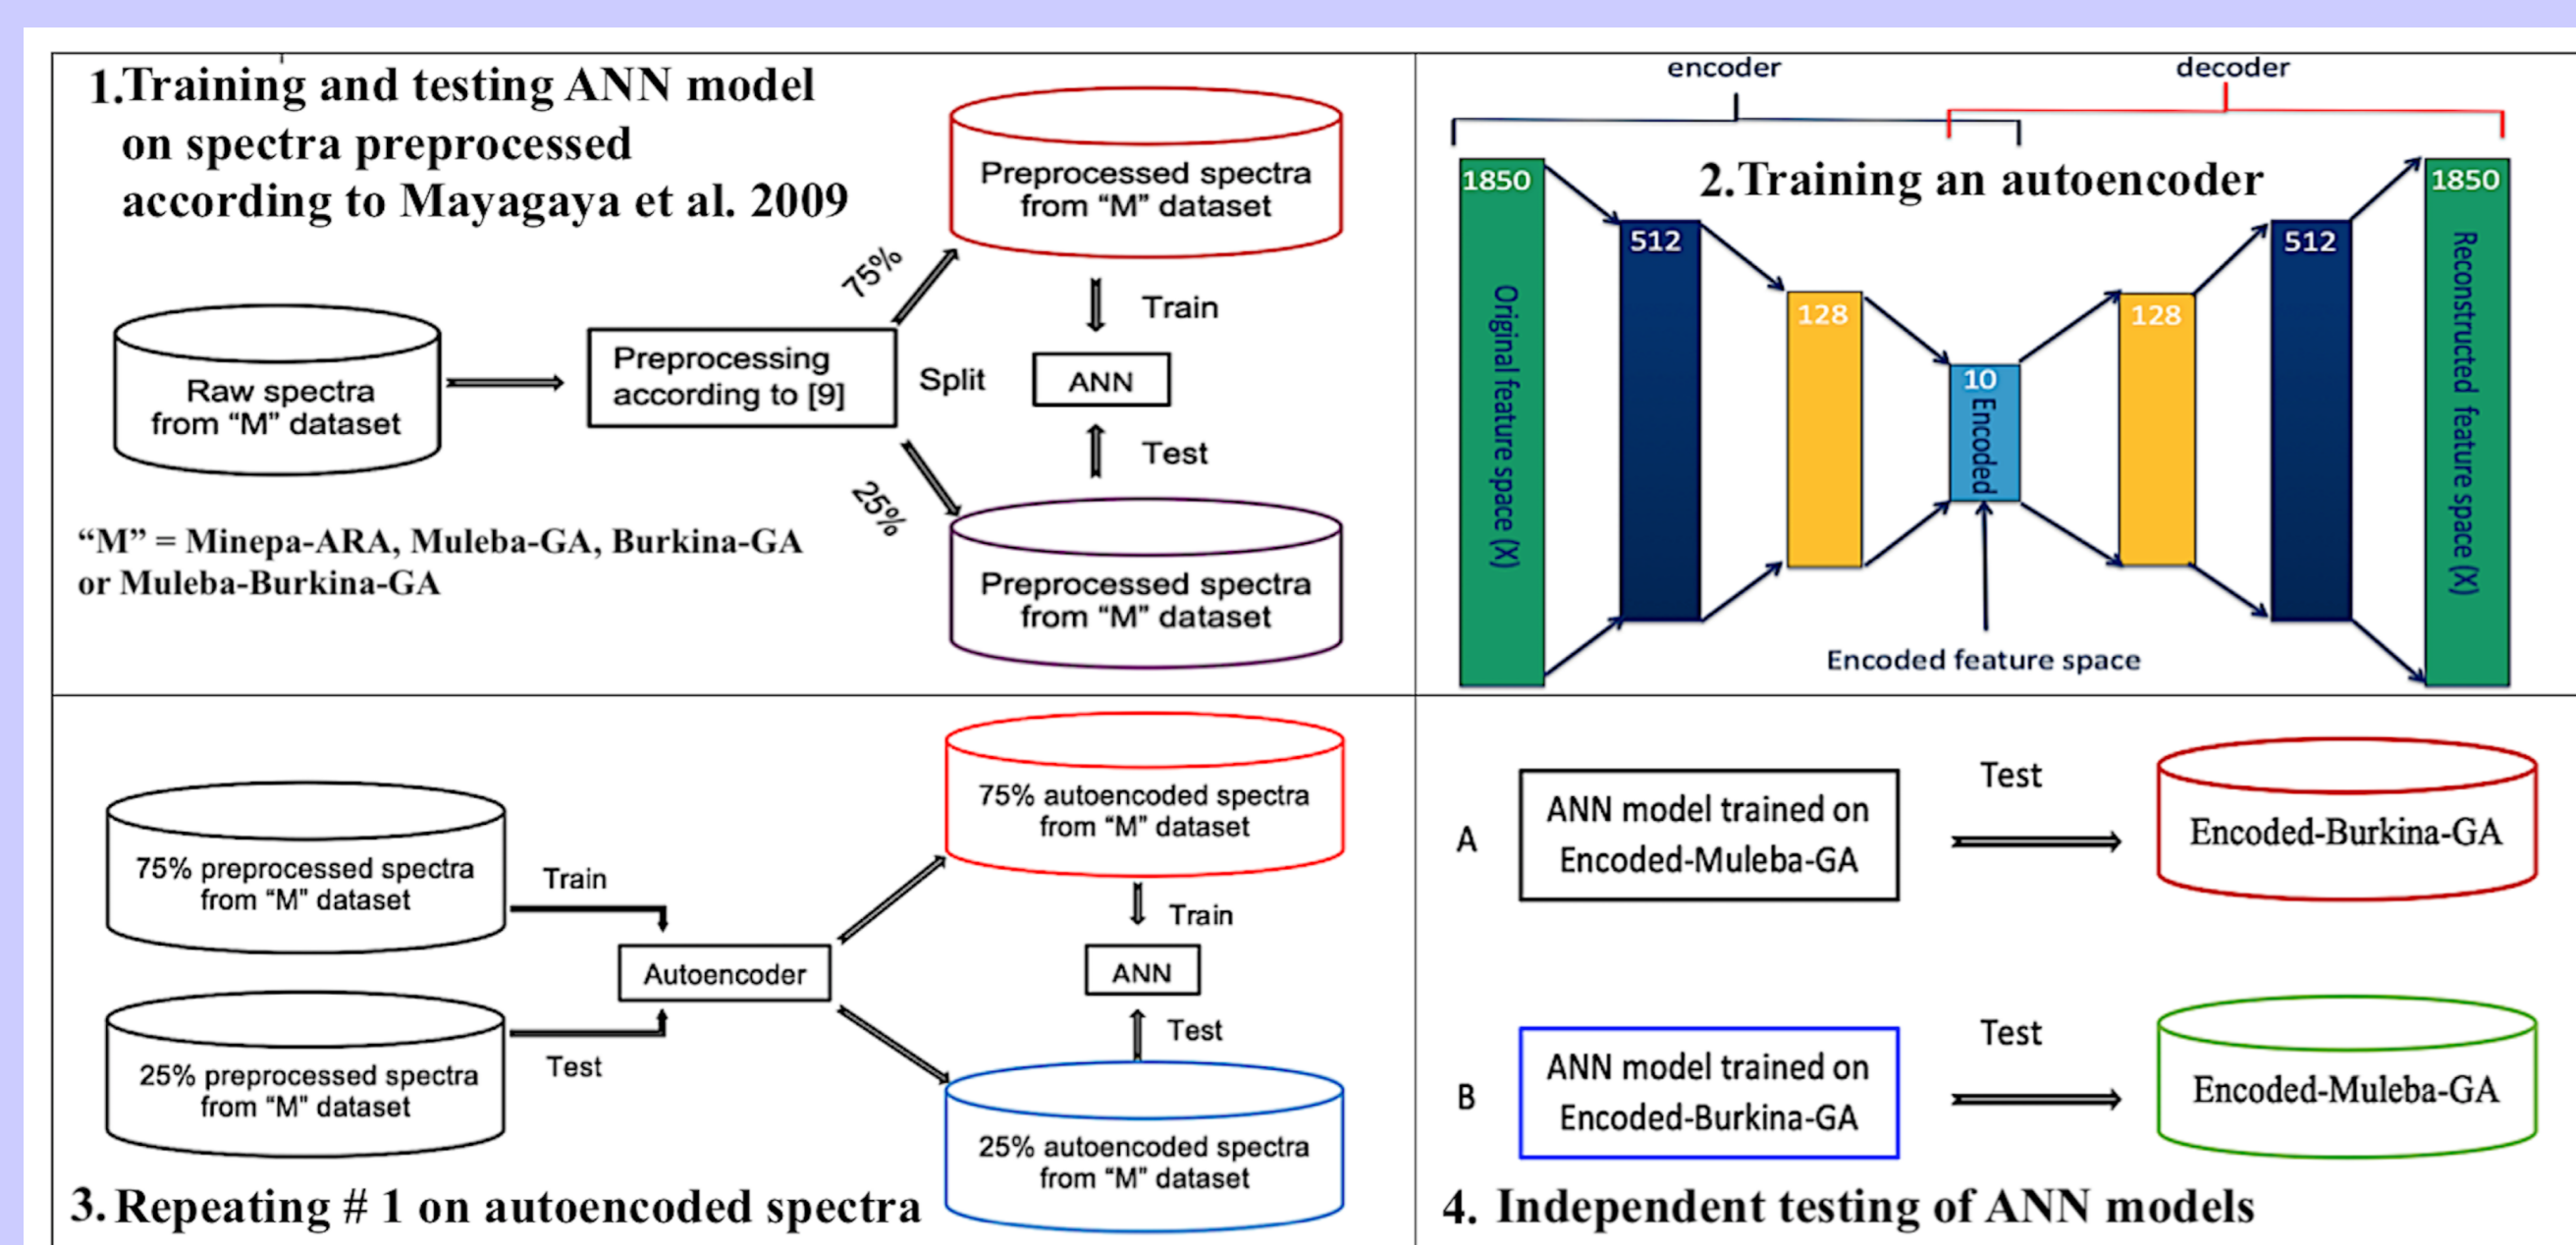 1.Training and testing ANN model
on spectra preprocessed
according to Mayagaya et al. 2009
Raw spectra
from “M” dataset
Preprocessing
according to [9]
75%
Split
25%
Preprocessed spectra
from “M” dataset
Train
ANN
Test
Preprocessed spectra
from “M” dataset
“M” = Minepa-ARA, Muleba-GA, Burkina-GA
or Muleba-Burkina-GA
encoder
decoder
2.Training an autoencoder
1850
Original feature space (X)
512
128
10
Encoded
128
512
1850
Reconstructed feature space (X)
Encoded feature space
75% preprocessed spectra
from “M” dataset
Train
25% preprocessed spectra
from “M” dataset
Test
Autoencoder
75% autoencoded spectra
from “M” dataset
Train
ANN
Test
25% autoencoded spectra
from “M” dataset
3. Repeating # 1 on autoencoded spectra
A
ANN model trained on
Encoded-Muleba-GA
Test
Encoded-Burkina-GA
B
ANN model trained on
Encoded-Burkina-GA
Test
Encoded-Muleba-GA
4. Independent testing of ANN models